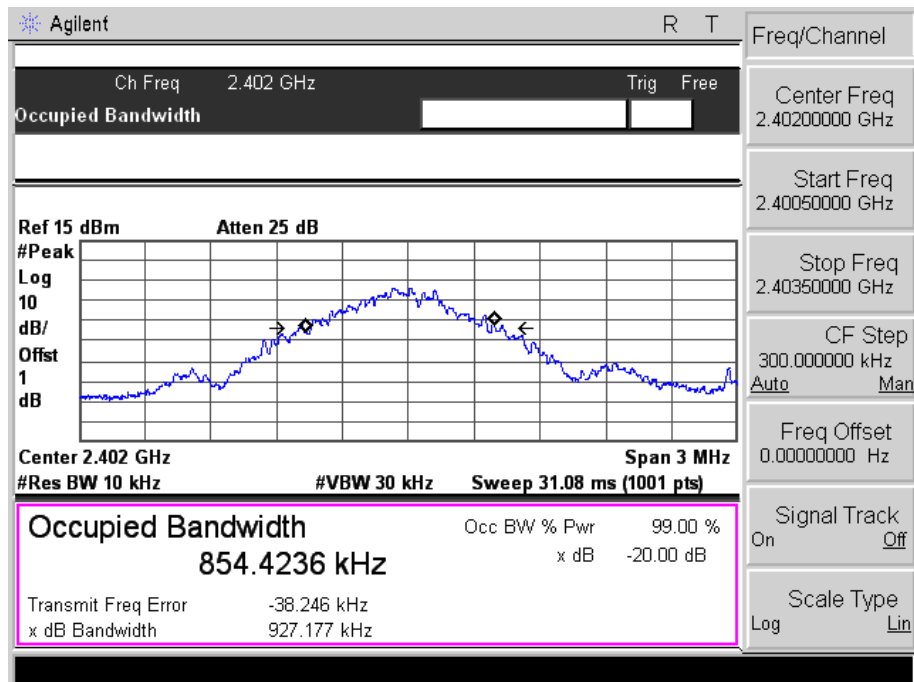 Agilent R T
Ch Freq 2.402 GHz Trig Free
Occupied Bandwidth
Ref 15 dBm Atten 25 dB
#Peak
Log
10
dB/
Offst
1
dB
Center 2.402 GHz Span 3 MHz
#Res BW 10 kHz #VBW 30 kHz Sweep 31.08 ms (1001 pts)
Occupied Bandwidth
854.4236 kHz
Occ BW % Pwr 99.00 %
x dB -20.00 dB
Transmit Freq Error -38.246 kHz
x dB Bandwidth 927.177 kHz
Freq/Channel
Center Freq
2.40200000 GHz
Start Freq
2.40050000 GHz
Stop Freq
2.40350000 GHz
CF Step
300.000000 kHz
Auto Man
Freq Offset
0.00000000 Hz
Signal Track
On Off
Scale Type
Log Lin